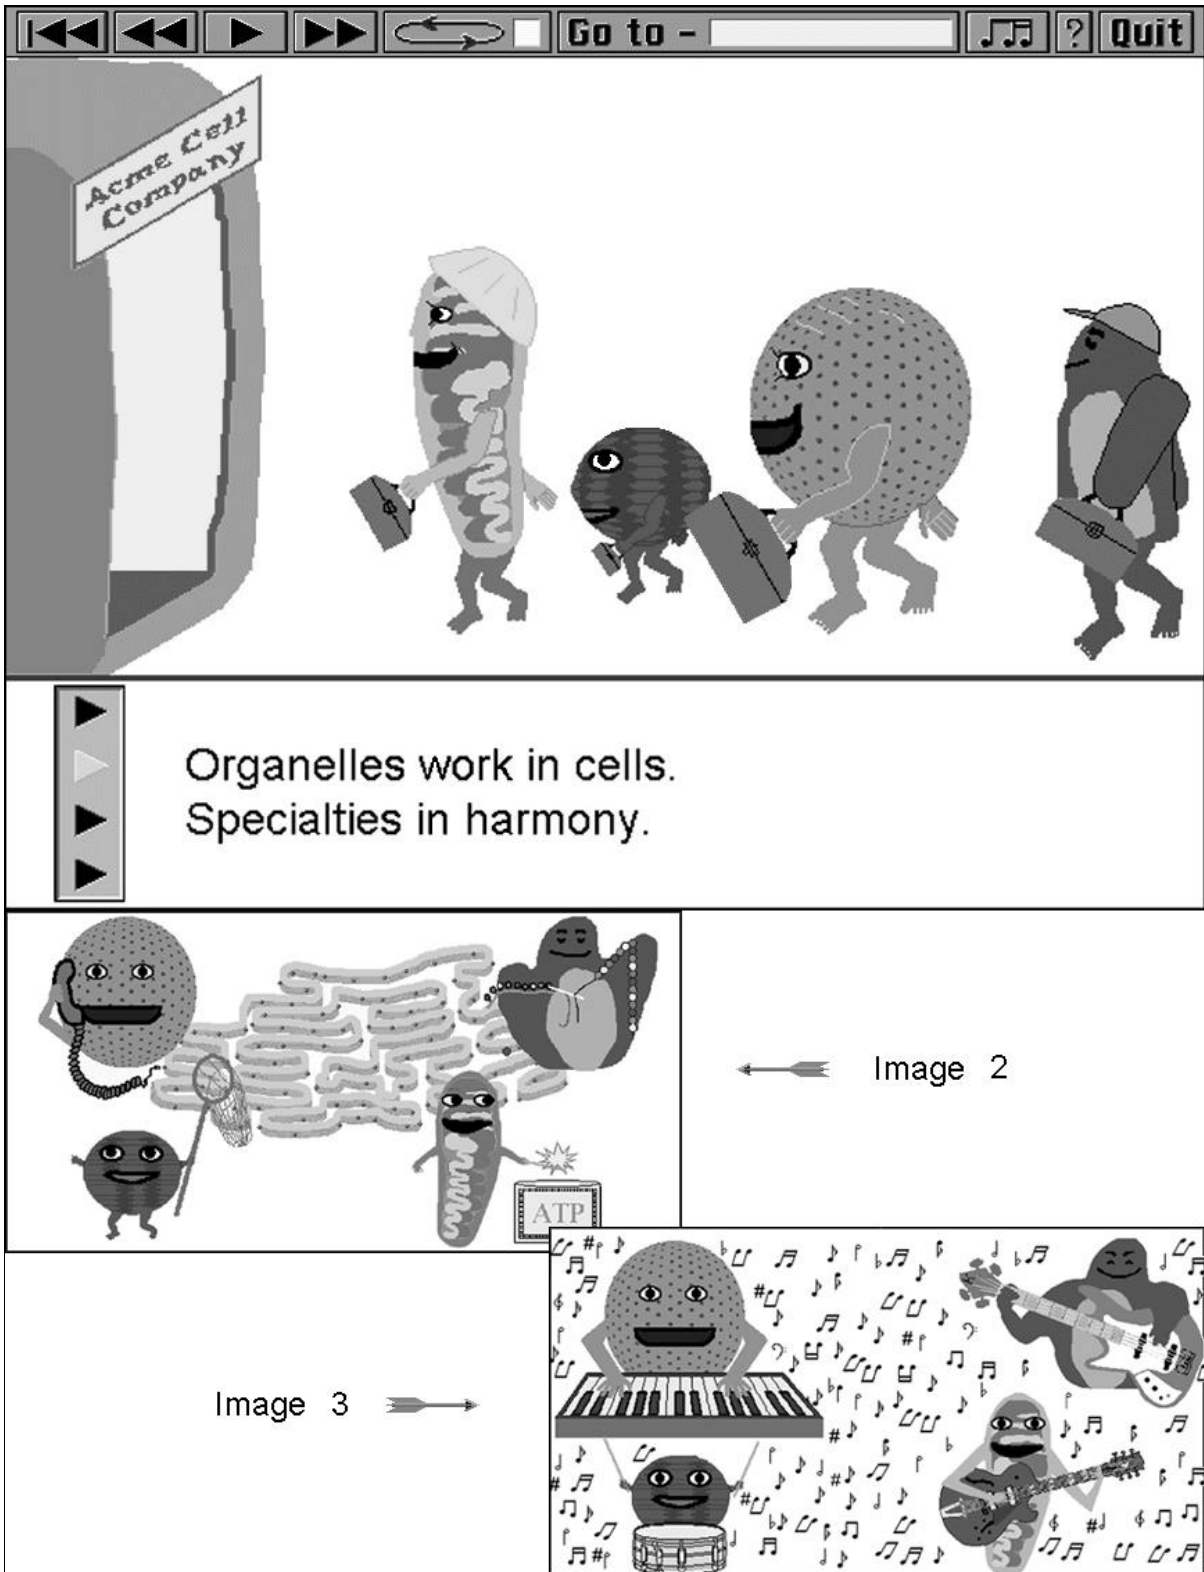 Go to -
?
Quit
Acme Cell
Company
Organelles work in cells.
Specialties in harmony.
Image 2
ATP
Image 3